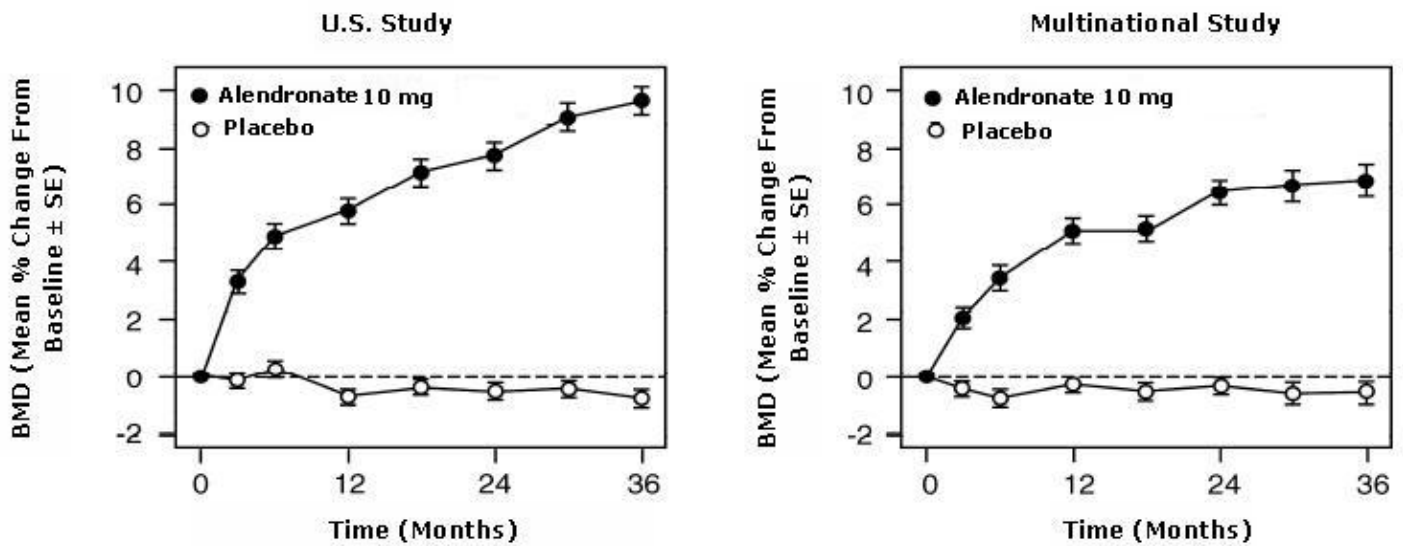 U.S. Study
BMD (Mean % Change From
Baseline ± SE)
10
8
6
4
2
0
-2
Alendronate 10 mg
Placebo
0
12
24
36
Time (Months)
Multinational Study
BMD (Mean % Change From
Baseline ± SE)
10
8
6
4
2
0
-2
Alendronate 10 mg
Placebo
0
12
24
36
Time (Months)